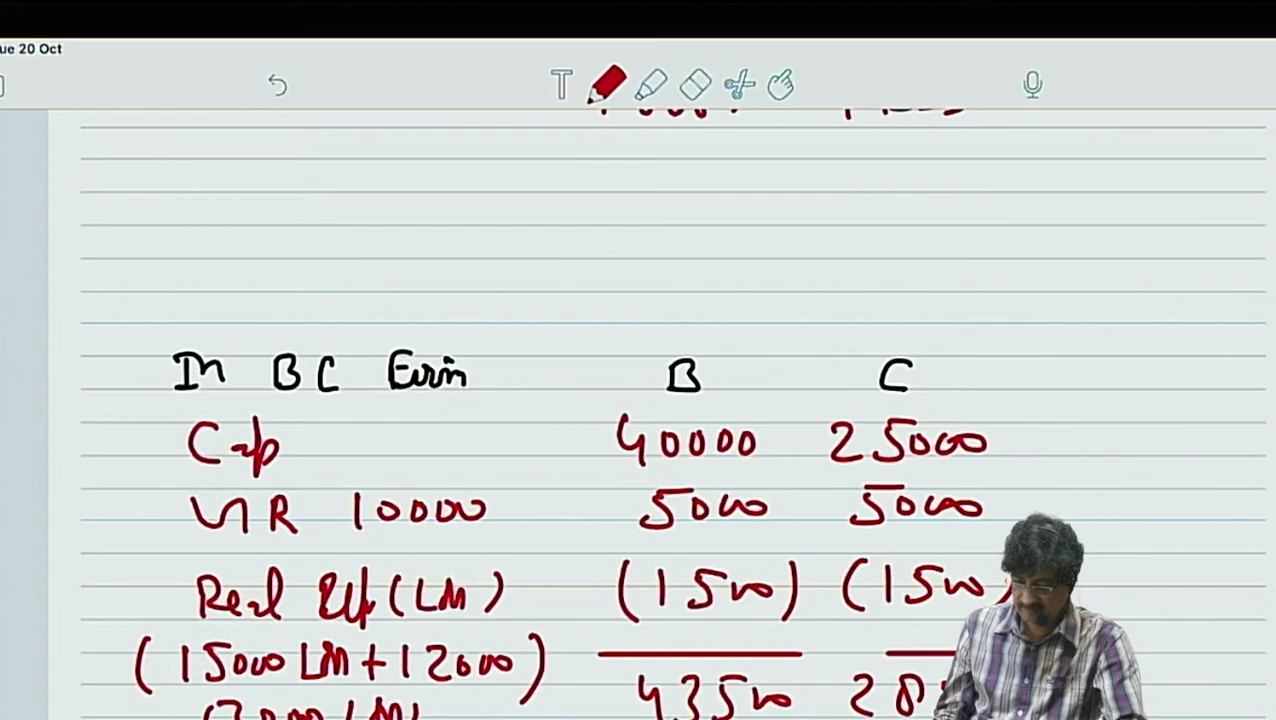 ue 20 Oct
T
In BC Firm B C
Cap 40000 25000
GR 10000 5000 5000
Real (LM) (1500) (1500)
(15000 LM + 12000)
43500 28